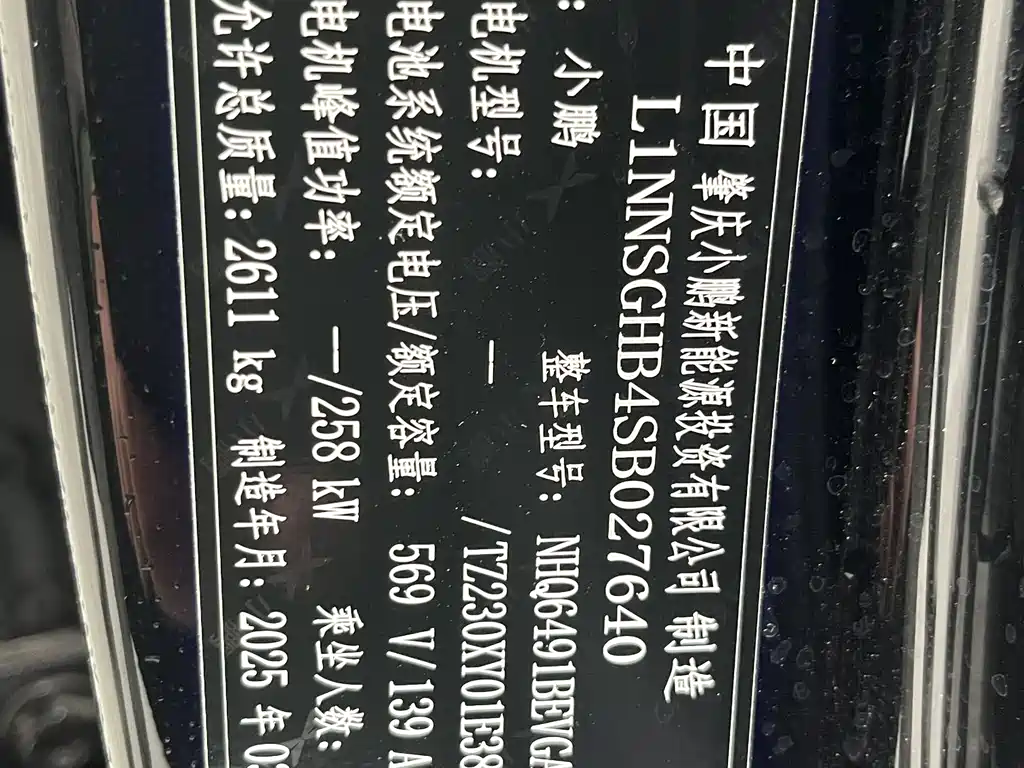 中国 肇庆小鹏新能源投资有限公司 制造
L1NNSGHB4SB027640
: 小鹏 整车型号: NHQ6491BEVGA
电机型号: — /TZ230XY01E38
电池系统额定电压/额定容量: 569 V/139 A
电机峰值功率: —/258 kW 乘坐人数:
允许总质量: 2611 kg 制造年月: 2025 年0